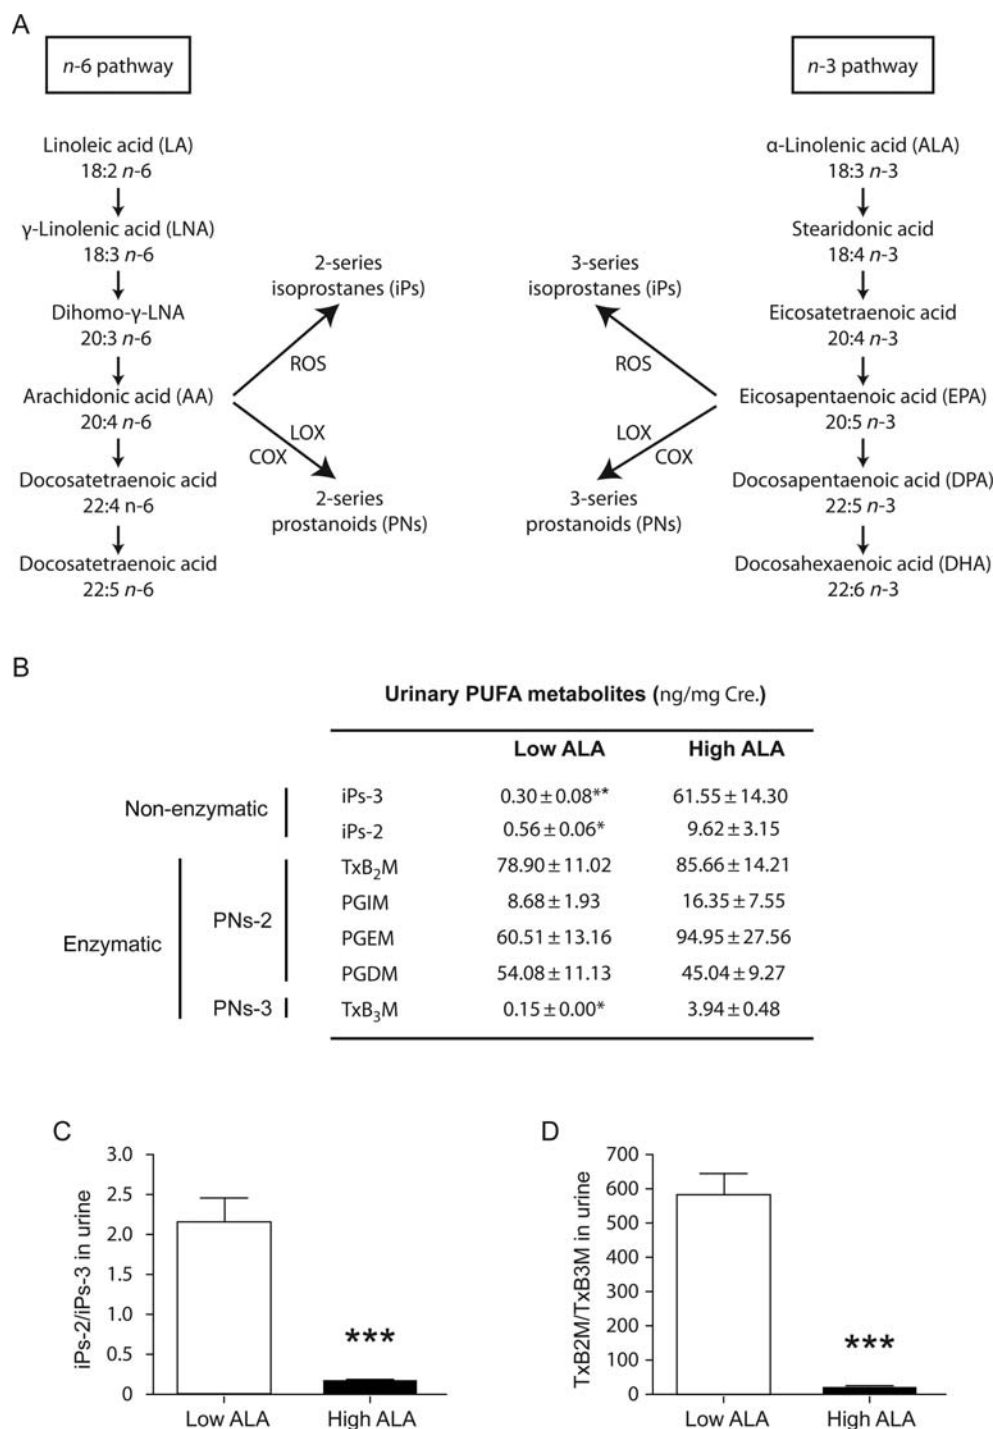 A
n-6 pathway
n-3 pathway
Linoleic acid (LA)
18:2 n-6
γ-Linolenic acid (LNA)
18:3 n-6
Dihomo-γ-LNA
20:3 n-6
Arachidonic acid (AA)
20:4 n-6
Docosatetraenoic acid
22:4 n-6
Docosatetraenoic acid
22:5 n-6
2-series
isoprostanes (iPs)
ROS
LOX
COX
2-series
prostanoids (PNs)
3-series
isoprostanes (iPs)
ROS
LOX
COX
3-series
prostanoids (PNs)
α-Linolenic acid (ALA)
18:3 n-3
Stearidonic acid
18:4 n-3
Eicosatetraenoic acid
20:4 n-3
Eicosapentaenoic acid (EPA)
20:5 n-3
Docosapentaenoic acid (DPA)
22:5 n-3
Docosahexaenoic acid (DHA)
22:6 n-3
B
Urinary PUFA metabolites (ng/mg Cre.)
Low ALA High ALA
Non-enzymatic
iPs-3 0.30±0.08** 61.55±14.30
iPs-2 0.56±0.06* 9.62±3.15
Enzymatic
PNs-2
TxB₂M 78.90±11.02 85.66±14.21
PGIM 8.68±1.93 16.35±7.55
PGEM 60.51±13.16 94.95±27.56
PGDM 54.08±11.13 45.04±9.27
PNs-3 TxB₃M 0.15±0.00* 3.94±0.48
C
iPs-2/iPs-3 in urine
3.0
2.5
2.0
1.5
1.0
0.5
0
***
Low ALA High ALA
D
TxB2M/TxB3M in urine
700
600
500
400
300
200
100
0
***
Low ALA High ALA